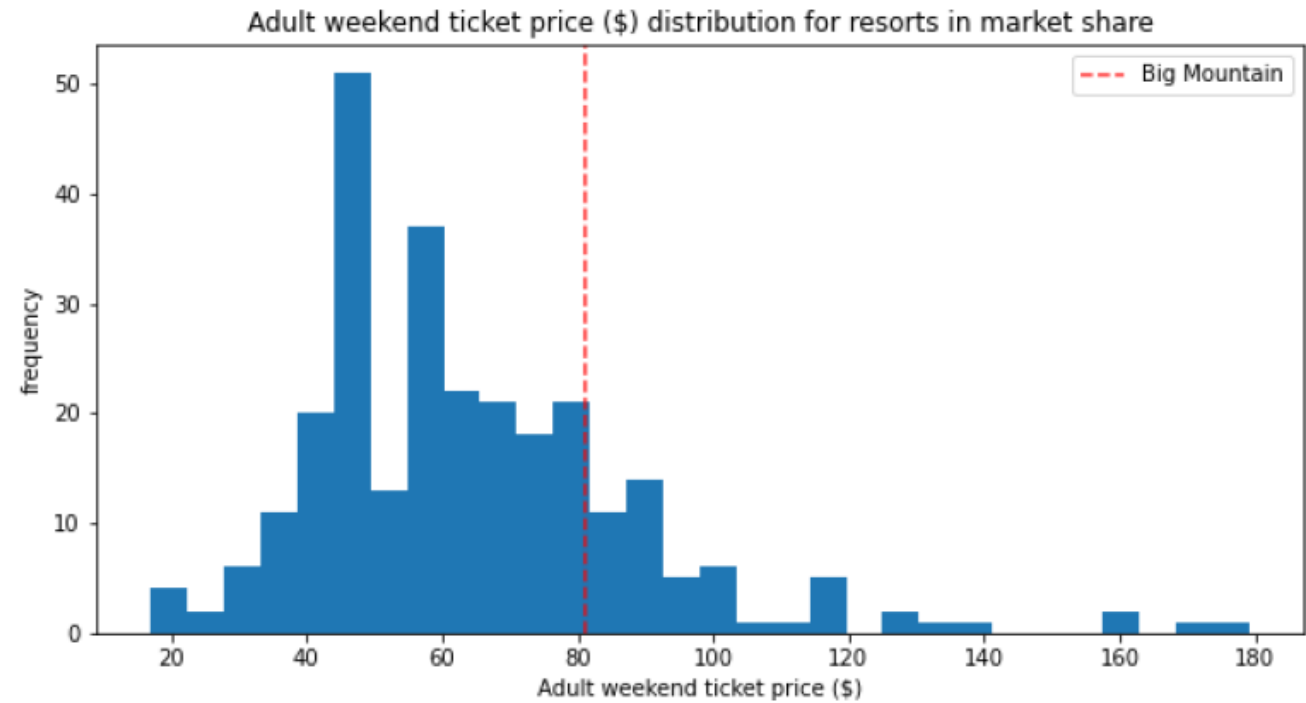 Adult weekend ticket price ($) distribution for resorts in market share
Big Mountain
frequency
50
40
30
20
10
0
20 40 60 80 100 120 140 160 180
Adult weekend ticket price ($)